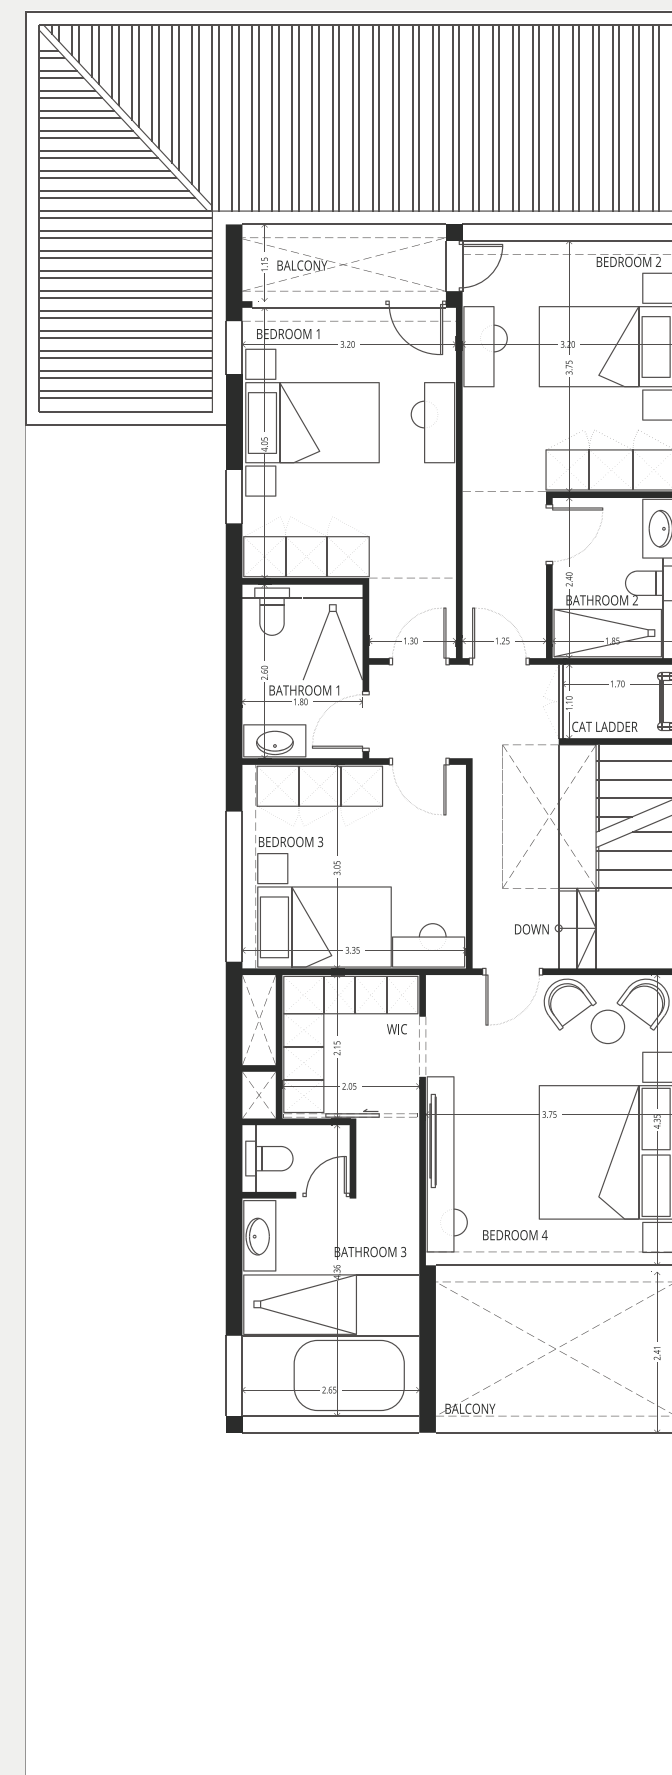 BALCONY
1.15
BEDROOM 2
BEDROOM 1
3.20
3.20
3.75
4.05
2.40
BATHROOM 2
1.30
1.25
1.85
2.60
BATHROOM 1
1.80
1.70
1.10
CAT LADDER
BEDROOM 3
3.05
DOWN
3.35
WIC
2.15
2.05
3.75
4.35
BEDROOM 4
BATHROOM 3
4.36
2.41
2.65
BALCONY